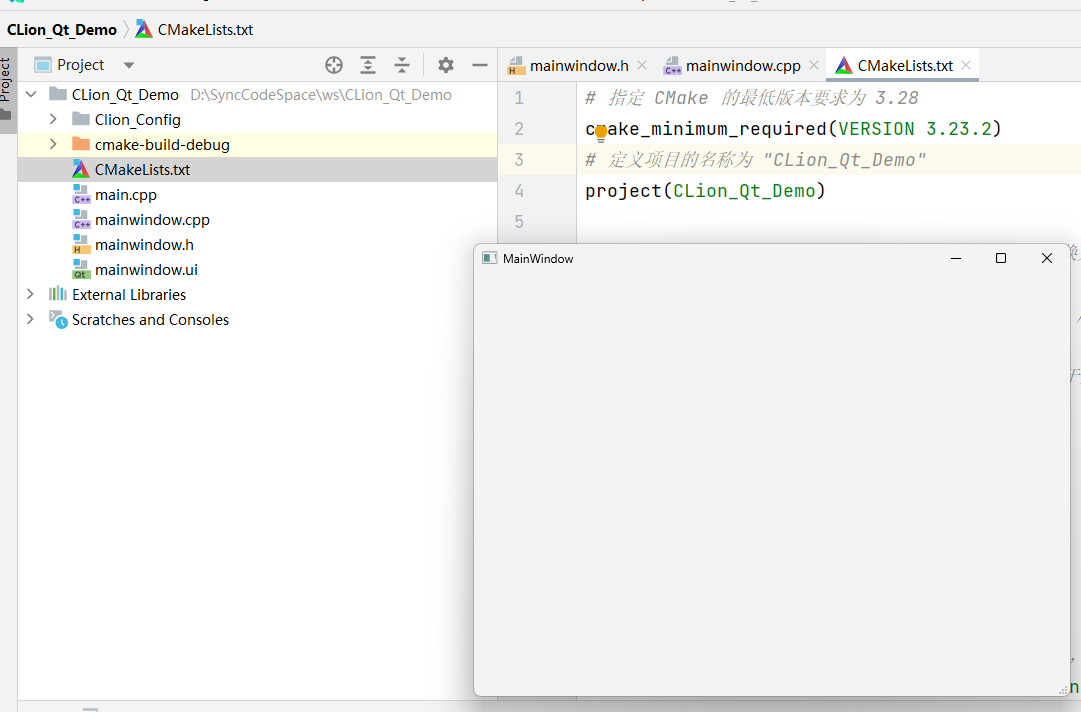 CLion_Qt_Demo CMakeLists.txt
Project
Project
mainwindow.h mainwindow.cpp CMakeLists.txt
CLion_Qt_Demo D:\SyncCodeSpace\ws\CLion_Qt_Demo
Clion_Config
cmake-build-debug
CMakeLists.txt
main.cpp
mainwindow.cpp
mainwindow.h
mainwindow.ui
External Libraries
Scratches and Consoles
1 # 指定 CMake 的最低版本要求为 3.28
2 cmake_minimum_required(VERSION 3.23.2)
3 # 定义项目的名称为 "CLion_Qt_Demo"
4 project(CLion_Qt_Demo)
5
MainWindow